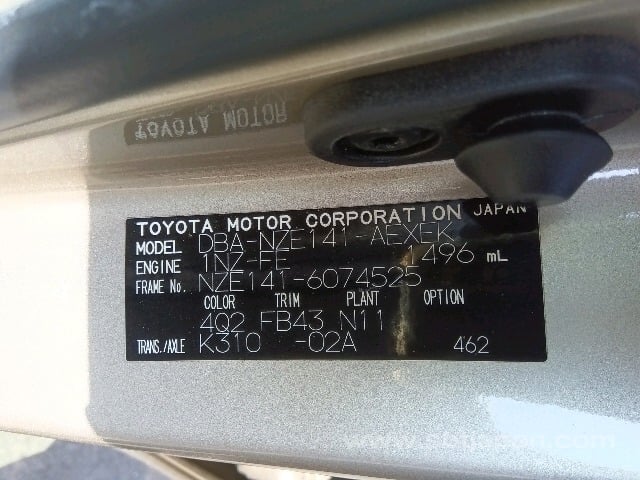 TOYOTA MOTOR
TOYOTA MOTOR CORPORATION JAPAN
MODEL DBA-NZE141-AEXEK
ENGINE 1NZ-FE 1496 mL
FRAME No. NZE141-6074525
COLOR TRIM PLANT OPTION
4Q2 FB43 N11
TRANS./AXLE K310 -02A 462